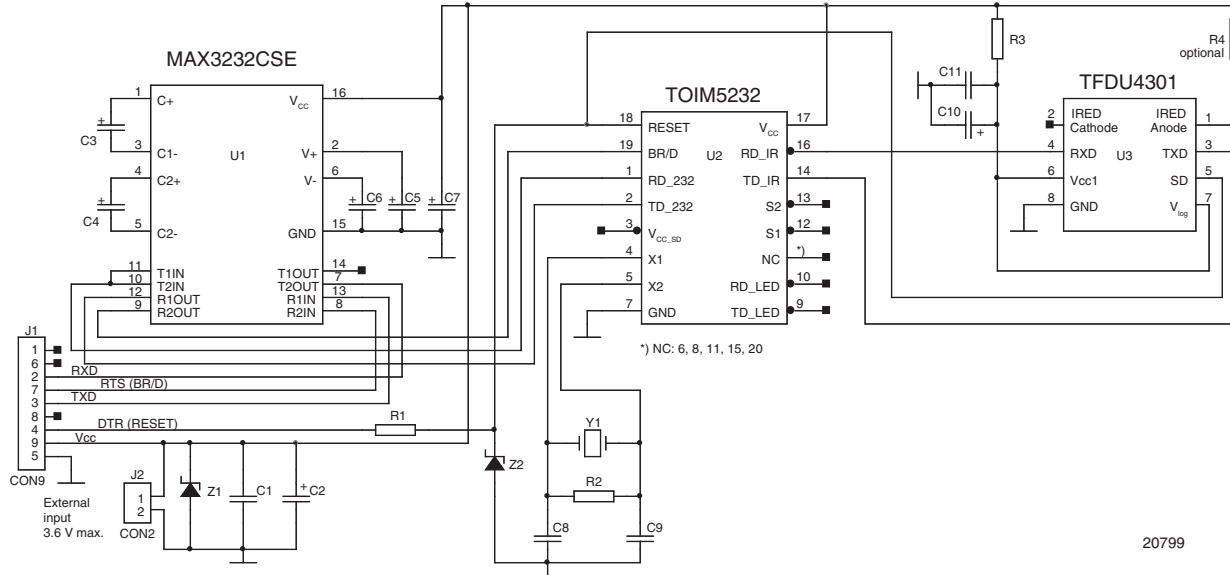 MAX3232CSE
1 C+ VCC 16
C3
3 C1- V+ 2
U1
4 C2+ V- 6
C4 C6 C5 C7
5 C2- GND 15
11 T1IN T1OUT 14
10 T2IN T2OUT 7
12 R1OUT R1IN 13
9 R2OUT R2IN 8
+ + + + +
TOIM5232
18 RESET VCC 17
19 BR/D U2 RD_IR 16
1 RD_232 TD_IR 14
2 TD_232 S2 13
3 VCC_SD S1 12
4 X1 NC *)
5 X2 RD_LED 10
7 GND TD_LED 9
*) NC: 6, 8, 11, 15, 20
R3
R4
optional
C11
C10
+
TFDU4301
2 IRED Cathode IRED Anode 1
4 RXD U3 TXD 3
6 Vcc1 SD 5
8 GND Vlog 7
J1
1
6
2 RXD
7 RTS (BR/D)
3 TXD
8
4 DTR (RESET)
9 Vcc
5
CON9
R1
External
input
3.6 V max.
J2
1
2
CON2
Z1
C1
+ C2
Z2
Y1
R2
C8
C9
20799